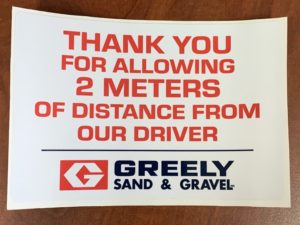 THANK YOU
FOR ALLOWING
2 METERS
OF DISTANCE FROM
OUR DRIVER
GREELY
SAND & GRAVEL